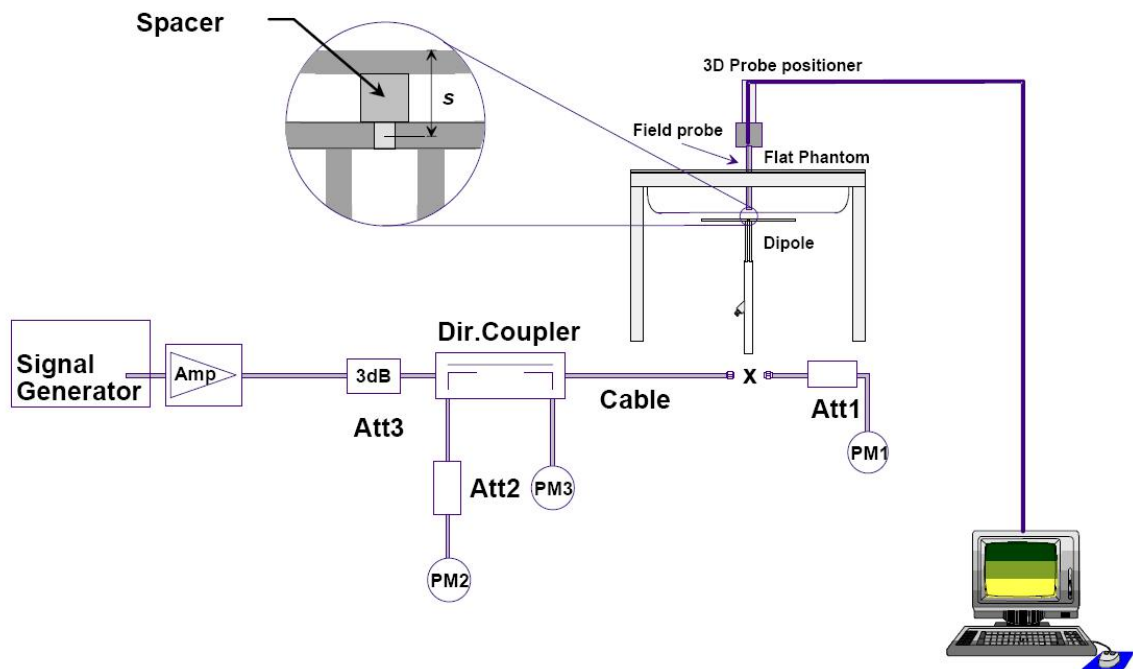 Spacer
s
3D Probe positioner
Field probe
Flat Phantom
Dipole
Dir.Coupler
Signal
Generator
Amp
3dB
Att3
Cable
X
Att1
PM1
Att2
PM3
PM2